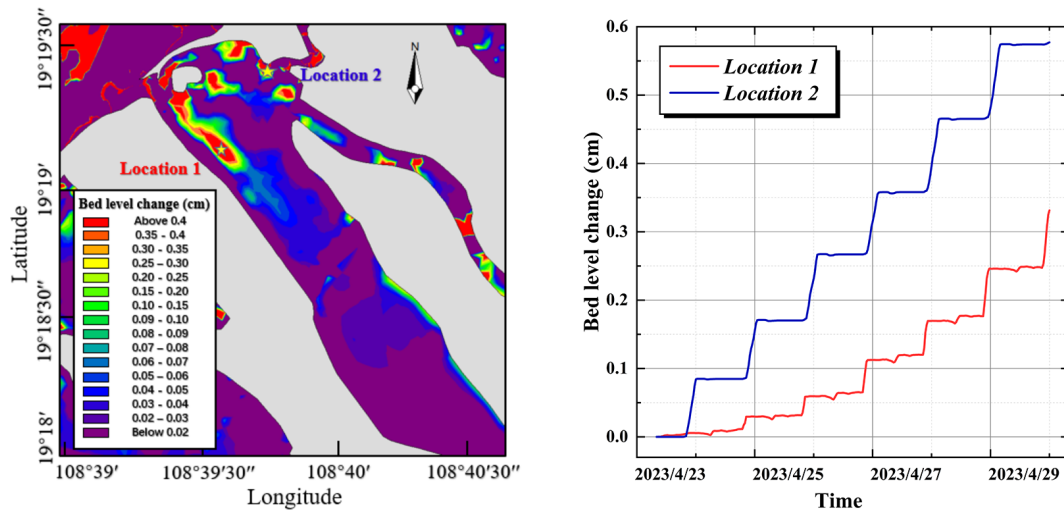 N
Location 2
Location 1
Bed level change (cm)
Above 0.4
0.35 - 0.4
0.30 - 0.35
0.25 – 0.30
0.20 - 0.25
0.15 - 0.20
0.10 - 0.15
0.09 - 0.10
0.08 - 0.09
0.07 - 0.08
0.06 - 0.07
0.05 - 0.06
0.04 - 0.05
0.03 - 0.04
0.02 – 0.03
Below 0.02
Latitude
19°19′30″
19°19′
19°18′30″
19°18′
108°39′ 108°39′30″ 108°40′ 108°40′30″
Longitude
Location 1
Location 2
Bed level change (cm)
0.6
0.5
0.4
0.3
0.2
0.1
0.0
2023/4/23 2023/4/25 2023/4/27 2023/4/29
Time